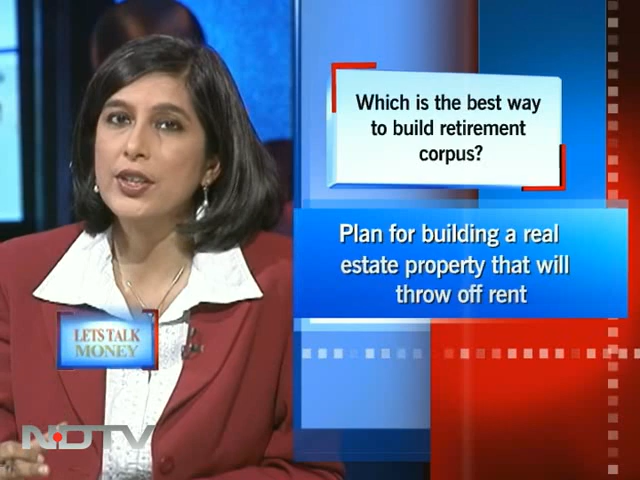 Which is the best way
to build retirement
corpus?
Plan for building a real
estate property that will
throw off rent
LETS TALK
MONEY
NDTV